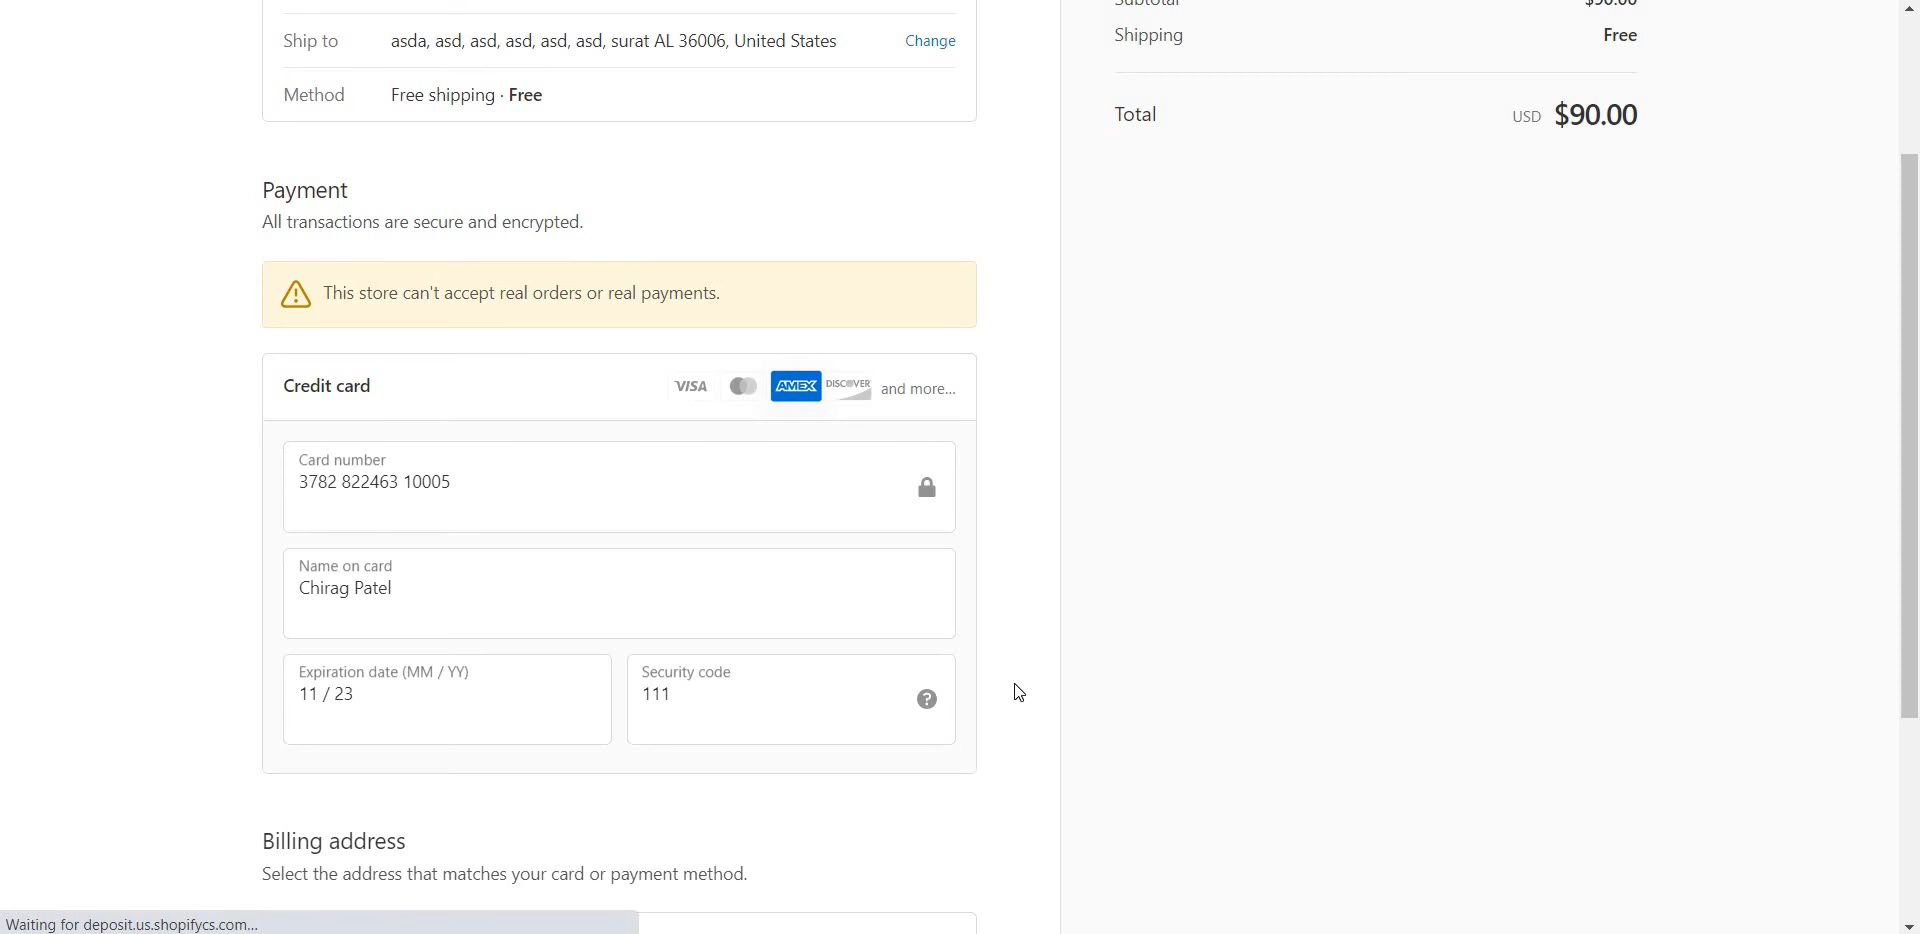 Subtotal $90.00
Ship to asda, asd, asd, asd, asd, asd, surat AL 36006, United States Change
Shipping Free
Method Free shipping · Free
Total USD $90.00
Payment
All transactions are secure and encrypted.
This store can't accept real orders or real payments.
Credit card VISA AMEX DISCOVER and more...
Card number
3782 822463 10005
Name on card
Chirag Patel
Expiration date (MM / YY) Security code
11 / 23 111
?
Billing address
Select the address that matches your card or payment method.
Waiting for deposit.us.shopifycs.com...